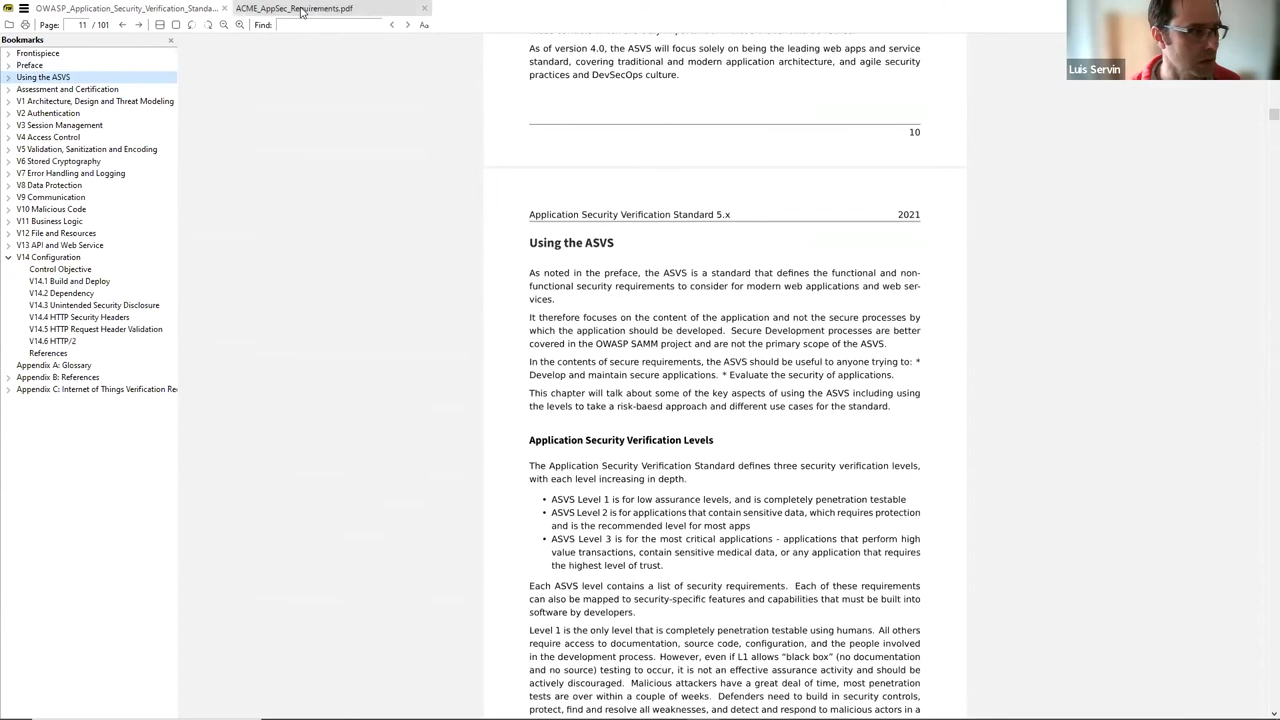 OWASP_Application_Security_Verification_Standa...
ACME_AppSec_Requirements.pdf
Page: 11 / 101
Find:
Aa
Bookmarks
Frontispiece
Preface
Using the ASVS
Assessment and Certification
V1 Architecture, Design and Threat Modeling
V2 Authentication
V3 Session Management
V4 Access Control
V5 Validation, Sanitization and Encoding
V6 Stored Cryptography
V7 Error Handling and Logging
V8 Data Protection
V9 Communication
V10 Malicious Code
V11 Business Logic
V12 File and Resources
V13 API and Web Service
V14 Configuration
Control Objective
V14.1 Build and Deploy
V14.2 Dependency
V14.3 Unintended Security Disclosure
V14.4 HTTP Security Headers
V14.5 HTTP Request Header Validation
V14.6 HTTP/2
References
Appendix A: Glossary
Appendix B: References
Appendix C: Internet of Things Verification Re
As of version 4.0, the ASVS will focus solely on being the leading web apps and service
standard, covering traditional and modern application architecture, and agile security
practices and DevSecOps culture.
10
Application Security Verification Standard 5.x 2021
Using the ASVS
As noted in the preface, the ASVS is a standard that defines the functional and non-
functional security requirements to consider for modern web applications and web ser-
vices.
It therefore focuses on the content of the application and not the secure processes by
which the application should be developed. Secure Development processes are better
covered in the OWASP SAMM project and are not the primary scope of the ASVS.
In the contents of secure requirements, the ASVS should be useful to anyone trying to: *
Develop and maintain secure applications. * Evaluate the security of applications.
This chapter will talk about some of the key aspects of using the ASVS including using
the levels to take a risk-baesd approach and different use cases for the standard.
Application Security Verification Levels
The Application Security Verification Standard defines three security verification levels,
with each level increasing in depth.
• ASVS Level 1 is for low assurance levels, and is completely penetration testable
• ASVS Level 2 is for applications that contain sensitive data, which requires protection
and is the recommended level for most apps
• ASVS Level 3 is for the most critical applications - applications that perform high
value transactions, contain sensitive medical data, or any application that requires
the highest level of trust.
Each ASVS level contains a list of security requirements. Each of these requirements
can also be mapped to security-specific features and capabilities that must be built into
software by developers.
Level 1 is the only level that is completely penetration testable using humans. All others
require access to documentation, source code, configuration, and the people involved
in the development process. However, even if L1 allows “black box” (no documentation
and no source) testing to occur, it is not an effective assurance activity and should be
actively discouraged. Malicious attackers have a great deal of time, most penetration
tests are over within a couple of weeks. Defenders need to build in security controls,
protect, find and resolve all weaknesses, and detect and respond to malicious actors in a
Luis Servin